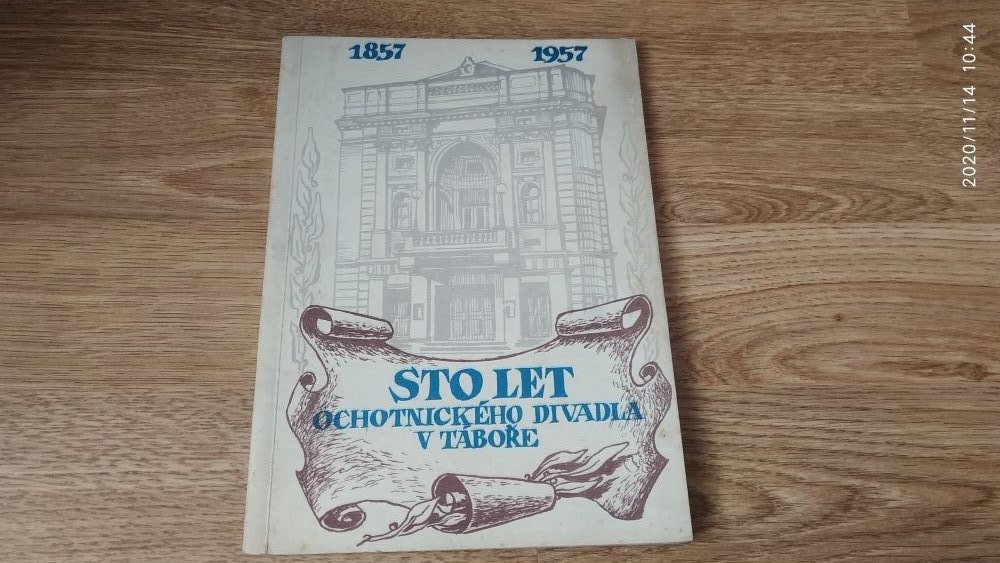 1857 1957
STO LET
OCHOTNICKÉHO DIVADLA
V TÁBOŘE
2020/11/14 10:44